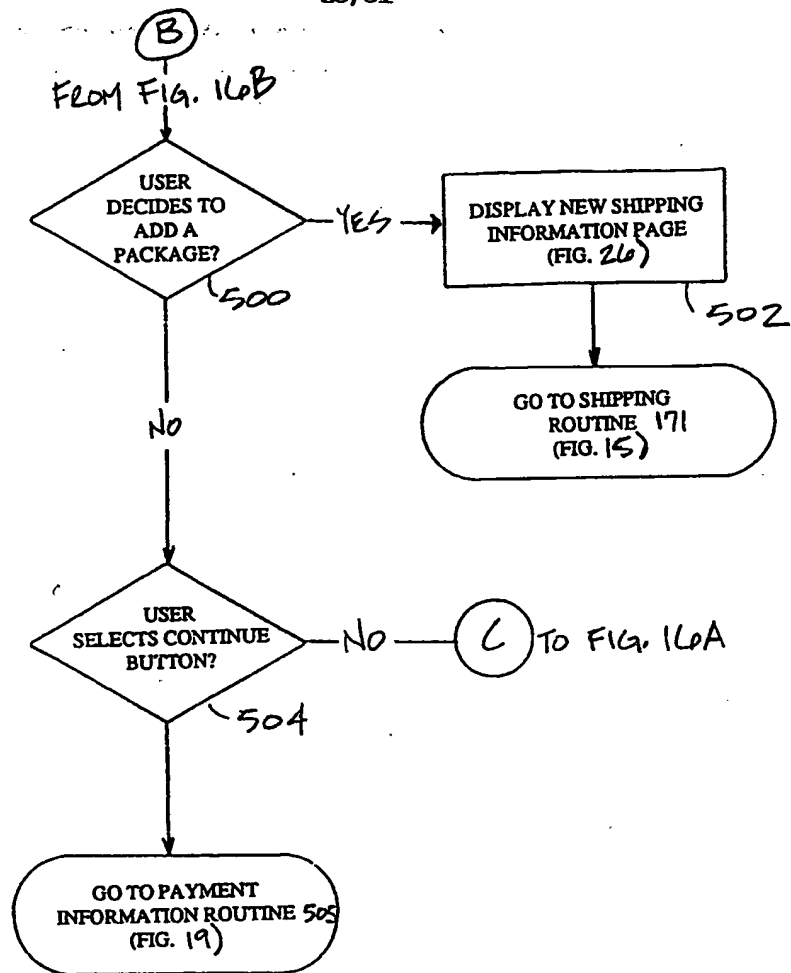 B
FROM FIG. 16B
USER
DECIDES TO
ADD A
PACKAGE?
500
YES
DISPLAY NEW SHIPPING
INFORMATION PAGE
(FIG. 26)
502
GO TO SHIPPING
ROUTINE 171
(FIG. 15)
NO
USER
SELECTS CONTINUE
BUTTON?
504
NO
C
TO FIG. 16A
GO TO PAYMENT
INFORMATION ROUTINE 505
(FIG. 19)